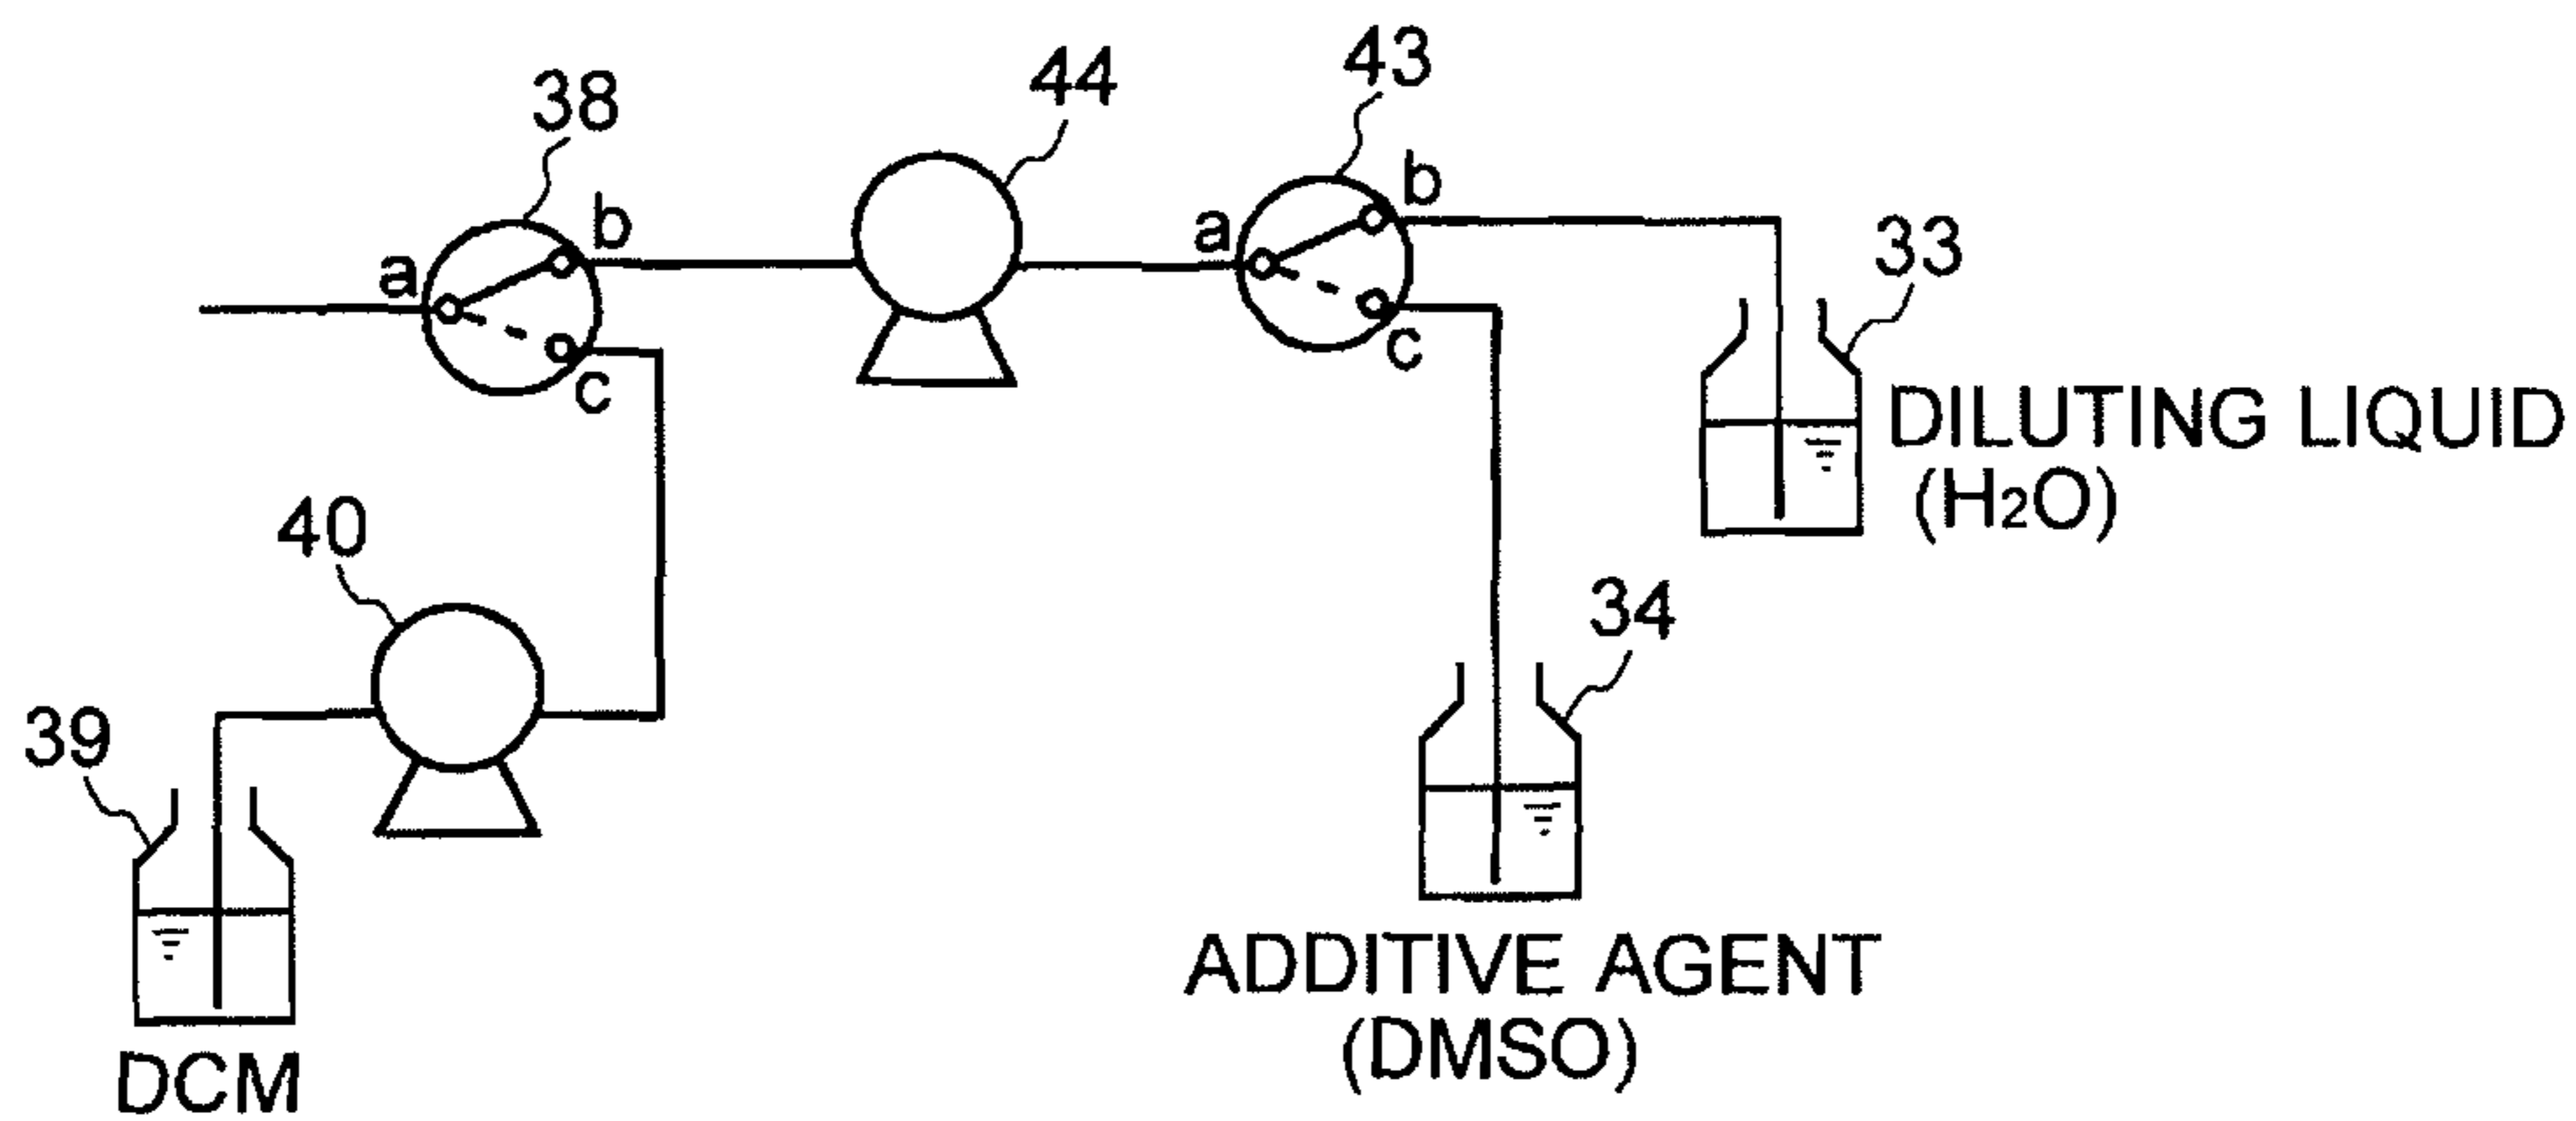 43
44
38
b
b
a
33
a
c
c
DILUTING LIQUID
(H2O)
40
34
39
ADDITIVE AGENT
(DMSO)
DCM